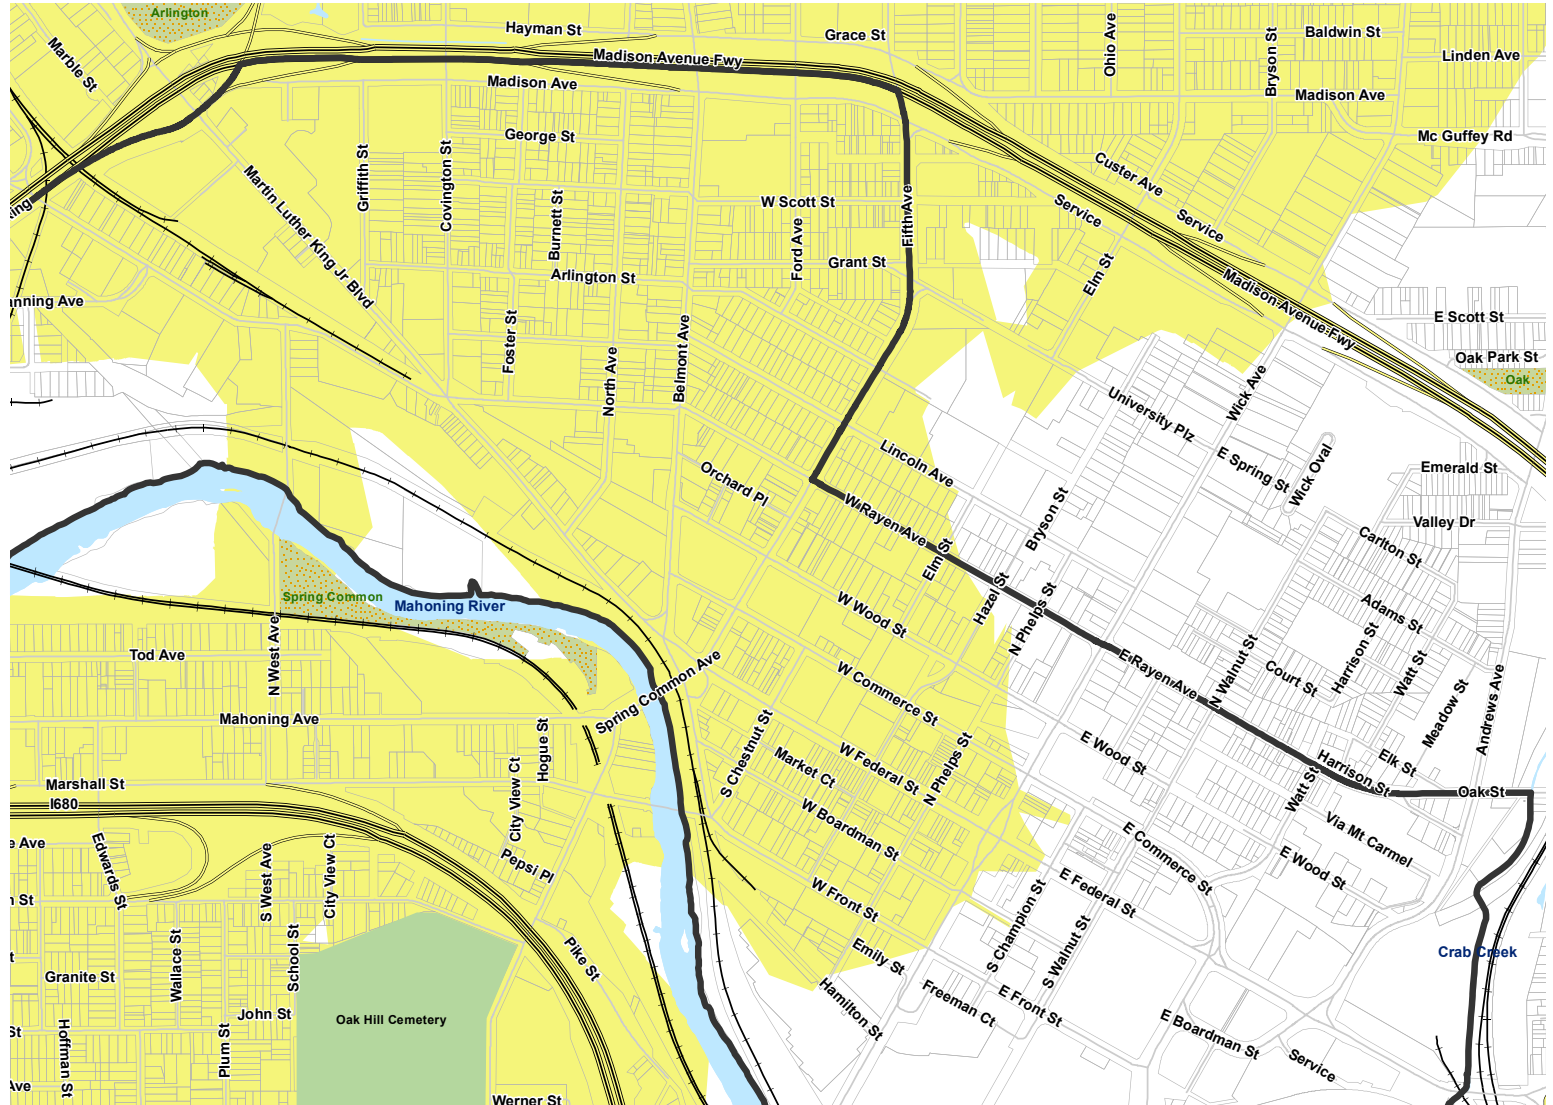 Arlington
Hayman St
Grace St
Ohio Ave
Bryson St
Baldwin St
Linden Ave
Marble St
Madison Avenue Fwy
Madison Ave
Madison Ave
Mc Guffey Rd
George St
Griffith St
Covington St
Martin Luther King Jr Blvd
Burnett St
W Scott St
Fifth Ave
Ford Ave
Custer Ave
Service
Service
Grant St
Arlington St
Elm St
Madison Avenue Fwy
anning Ave
E Scott St
Oak Park St
Oak
Foster St
North Ave
Belmont Ave
Wick Ave
University Plz
E Spring St
Wick Oval
Lincoln Ave
Orchard Pl
W Rayen Ave
Emerald St
Valley Dr
Carlton St
Bryson St
Elm St
Hazel St
N Phelps St
Spring Common
Mahoning River
W Wood St
Adams St
Harrison St
Watt St
Court St
N Walnut St
E Rayen Ave
Tod Ave
N West Ave
Spring Common Ave
W Commerce St
Meadow St
Andrews Ave
Mahoning Ave
Hogue St
City View Ct
S Chestnut St
Market Ct
W Federal St
N Phelps St
E Wood St
Elk St
Harrison St
Watt St
Oak St
Marshall St
I680
W Boardman St
Via Mt Carmel
E Commerce St
E Wood St
e Ave
Edwards St
S West Ave
City View Ct
Pepsi Pl
W Front St
E Federal St
n St
Wallace St
School St
Pike St
Emily St
S Champion St
S Walnut St
Crab Creek
Granite St
Hamilton St
Freeman Ct
E Front St
John St
Oak Hill Cemetery
E Boardman St
Service
St
Hoffman St
Plum St
Ave
Werner St